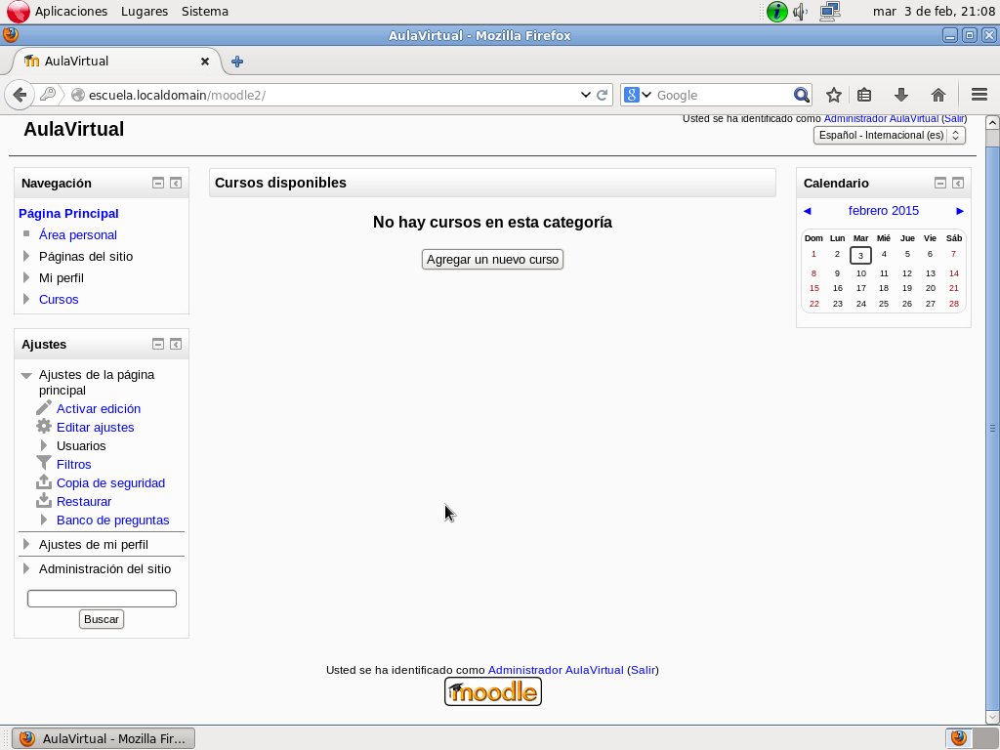 Aplicaciones Lugares Sistema mar 3 de feb, 21:08
AulaVirtual - Mozilla Firefox
AulaVirtual
escuela.localdomain/moodle2/ Google
AulaVirtual
Usted se ha identificado como Administrador AulaVirtual (Salir)
Español - Internacional (es)
Navegación
Página Principal
Área personal
Páginas del sitio
Mi perfil
Cursos
Ajustes
Ajustes de la página
principal
Activar edición
Editar ajustes
Usuarios
Filtros
Copia de seguridad
Restaurar
Banco de preguntas
Ajustes de mi perfil
Administración del sitio
Buscar
Cursos disponibles
No hay cursos en esta categoría
Agregar un nuevo curso
Calendario
◄ febrero 2015 ►
Dom Lun Mar Mié Jue Vie Sáb
1 2 3 4 5 6 7
8 9 10 11 12 13 14
15 16 17 18 19 20 21
22 23 24 25 26 27 28
Usted se ha identificado como Administrador AulaVirtual (Salir)
moodle
AulaVirtual - Mozilla Fir...